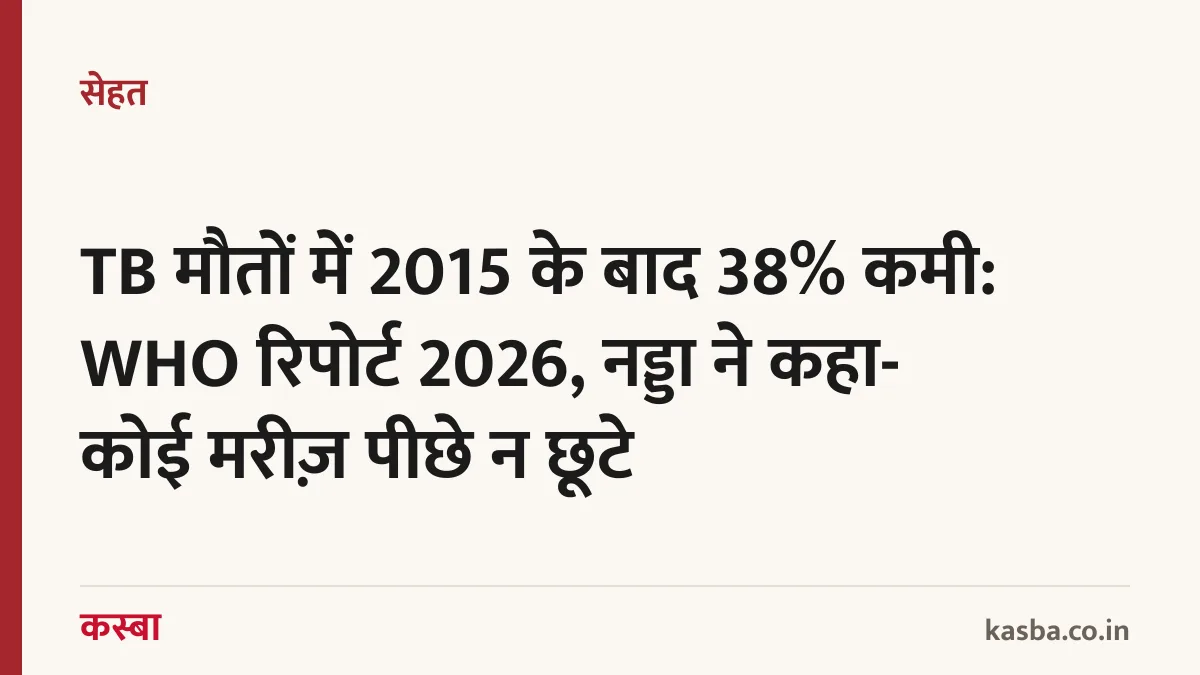 सेहत
TB मौतों में 2015 के बाद 38% कमी:
WHO रिपोर्ट 2026, नड्डा ने कहा-
कोई मरीज़ पीछे न छूटे
कस्बा
kasba.co.in